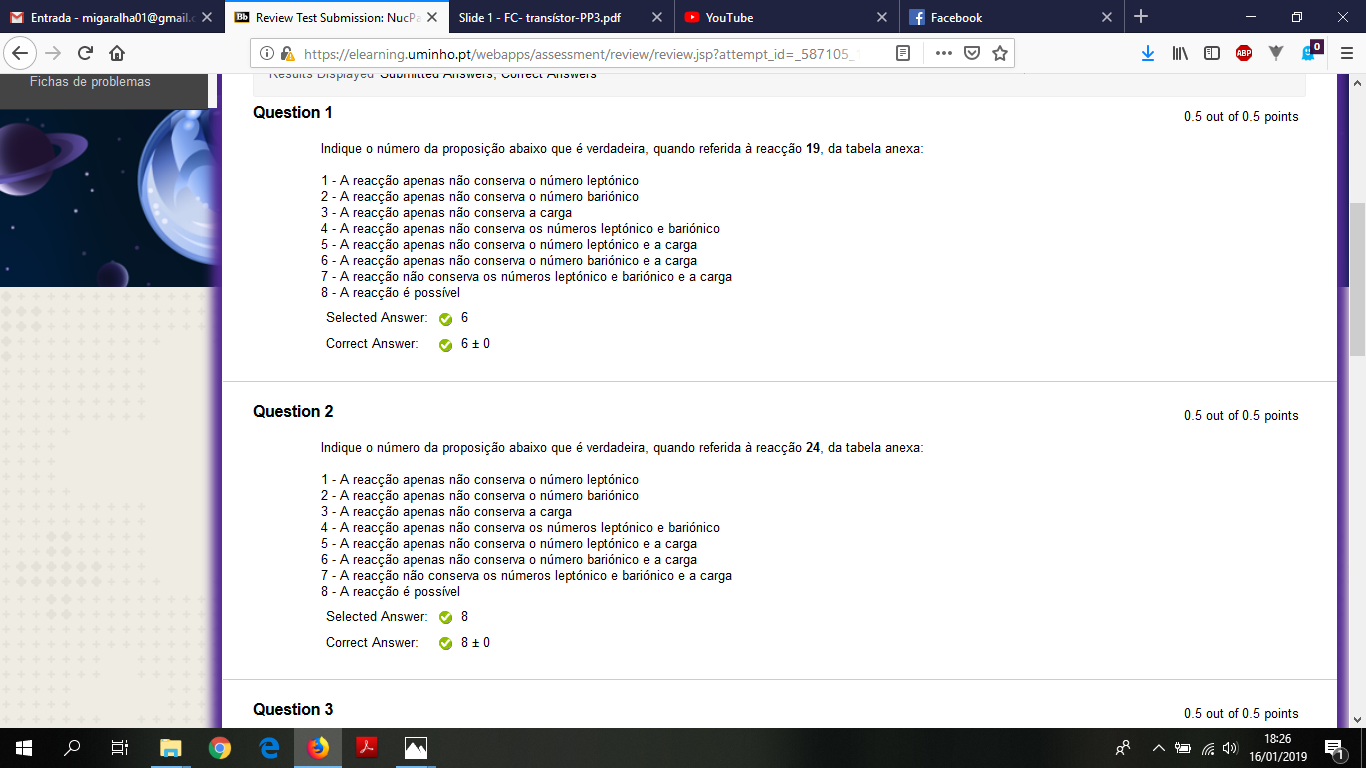 Entrada - migaralha01@gmail.c
Review Test Submission: NucPa
Slide 1 - FC- transístor-PP3.pdf
YouTube
Facebook
https://elearning.uminho.pt/webapps/assessment/review/review.jsp?attempt_id=_587105_
ABP
0
Fichas de problemas
Results Displayed Submitted Answers, Correct Answers
Question 1
0.5 out of 0.5 points
Indique o número da proposição abaixo que é verdadeira, quando referida à reacção 19, da tabela anexa:
1 - A reacção apenas não conserva o número leptónico
2 - A reacção apenas não conserva o número bariónico
3 - A reacção apenas não conserva a carga
4 - A reacção apenas não conserva os números leptónico e bariónico
5 - A reacção apenas não conserva o número leptónico e a carga
6 - A reacção apenas não conserva o número bariónico e a carga
7 - A reacção não conserva os números leptónico e bariónico e a carga
8 - A reacção é possível
Selected Answer: 6
Correct Answer: 6 ± 0
Question 2
0.5 out of 0.5 points
Indique o número da proposição abaixo que é verdadeira, quando referida à reacção 24, da tabela anexa:
1 - A reacção apenas não conserva o número leptónico
2 - A reacção apenas não conserva o número bariónico
3 - A reacção apenas não conserva a carga
4 - A reacção apenas não conserva os números leptónico e bariónico
5 - A reacção apenas não conserva o número leptónico e a carga
6 - A reacção apenas não conserva o número bariónico e a carga
7 - A reacção não conserva os números leptónico e bariónico e a carga
8 - A reacção é possível
Selected Answer: 8
Correct Answer: 8 ± 0
Question 3
0.5 out of 0.5 points
18:26
16/01/2019
1